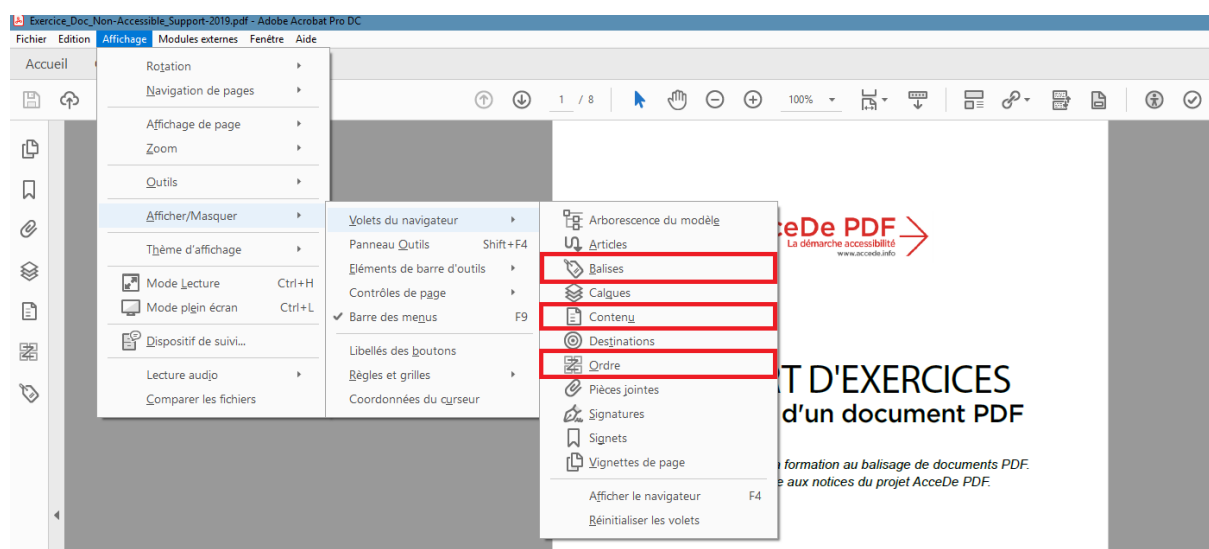 Exercice_Doc_Non-Accessible_Support-2019.pdf - Adobe Acrobat Pro DC
Fichier Edition Affichage Modules externes Fenêtre Aide
Accueil
1 / 8 100%
Rotation
Navigation de pages
Affichage de page
Zoom
Outils
Afficher/Masquer
Thème d'affichage
Mode Lecture Ctrl+H
Mode plein écran Ctrl+L
Dispositif de suivi...
Lecture audio
Comparer les fichiers
Volets du navigateur
Panneau Outils Shift+F4
Eléments de barre d'outils
Contrôles de page
Barre des menus F9
Libellés des boutons
Règles et grilles
Coordonnées du curseur
Arborescence du modèle
Articles
Balises
Calques
Contenu
Destinations
Ordre
Pièces jointes
Signatures
Signets
Vignettes de page
Afficher le navigateur F4
Réinitialiser les volets
eDe PDF
La démarche accessibilité
www.accede.info
T D'EXERCICES
d'un document PDF
formation au balisage de documents PDF.
aux notices du projet AcceDe PDF.